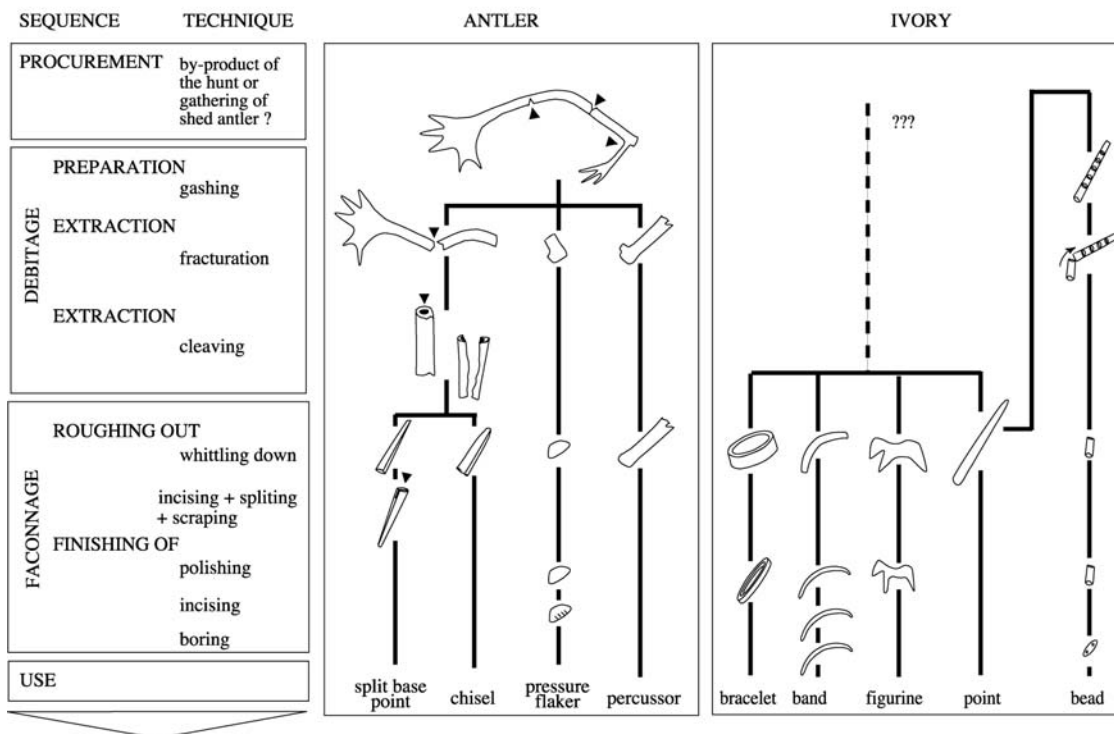 SEQUENCE TECHNIQUE ANTLER IVORY
PROCUREMENT by-product of
the hunt or
gathering of
shed antler ?
???
DEBITAGE
PREPARATION
gashing
EXTRACTION
fracturation
EXTRACTION
cleaving
FACONNAGE
ROUGHING OUT
whittling down
incising + spliting
+ scraping
FINISHING OF
polishing
incising
boring
USE
split base
point
chisel
pressure
flaker
percussor
bracelet
band
figurine
point
bead